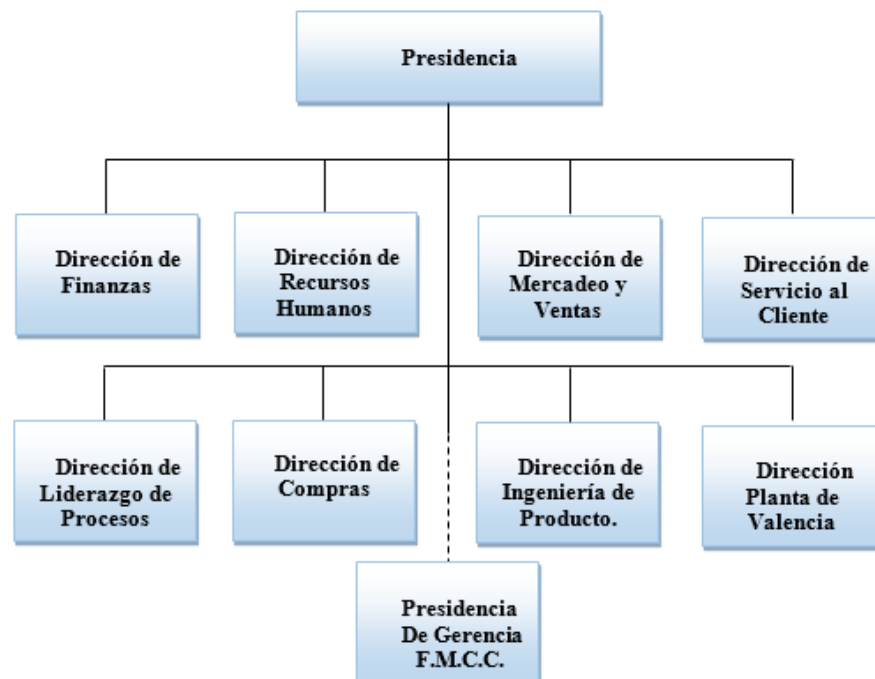 Presidencia
Dirección de
Finanzas
Dirección de
Recursos
Humanos
Dirección de
Mercadeo y
Ventas
Dirección de
Servicio al
Cliente
Dirección de
Liderazgo de
Procesos
Dirección de
Compras
Dirección de
Ingeniería de
Producto.
Dirección
Planta de
Valencia
Presidencia
De Gerencia
F.M.C.C.